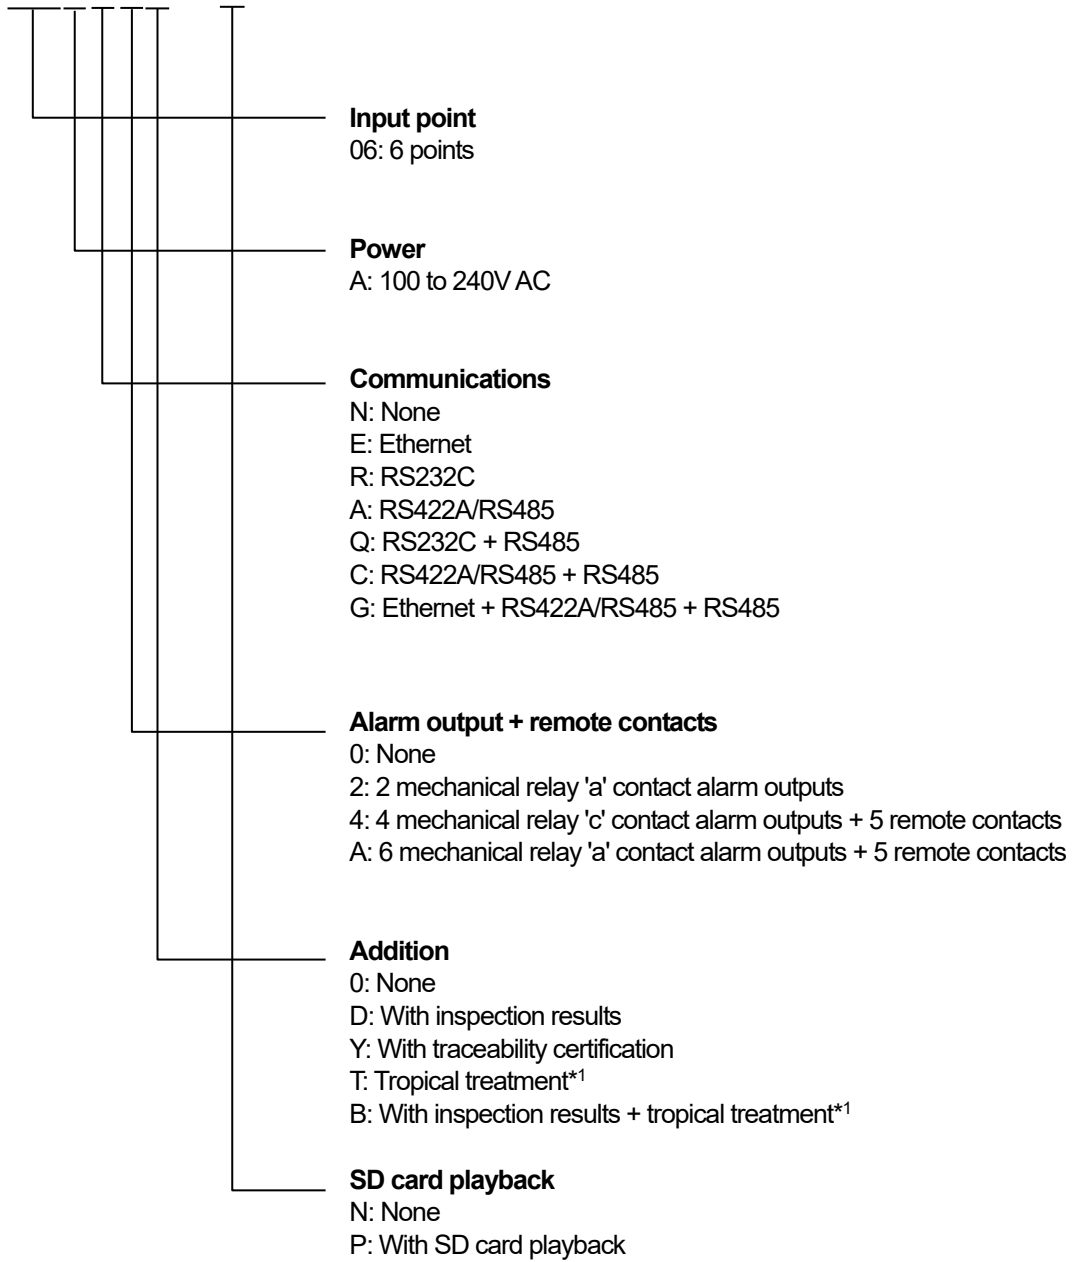 Input point
06: 6 points
Power
A: 100 to 240V AC
Communications
N: None
E: Ethernet
R: RS232C
A: RS422A/RS485
Q: RS232C + RS485
C: RS422A/RS485 + RS485
G: Ethernet + RS422A/RS485 + RS485
Alarm output + remote contacts
0: None
2: 2 mechanical relay 'a' contact alarm outputs
4: 4 mechanical relay 'c' contact alarm outputs + 5 remote contacts
A: 6 mechanical relay 'a' contact alarm outputs + 5 remote contacts
Addition
0: None
D: With inspection results
Y: With traceability certification
T: Tropical treatment*1
B: With inspection results + tropical treatment*1
SD card playback
N: None
P: With SD card playback